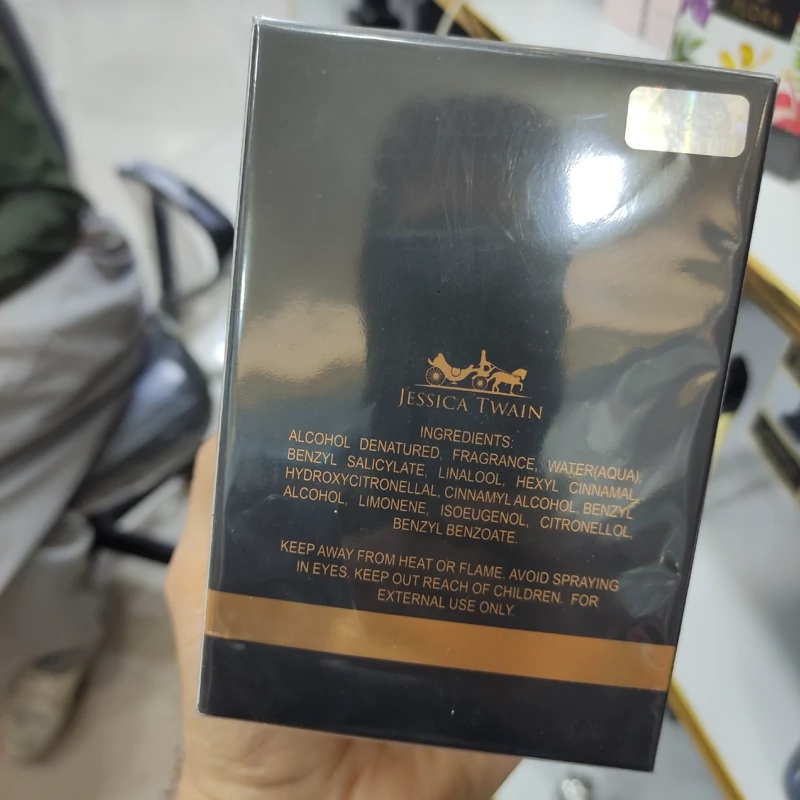 FLORA
JESSICA TWAIN
INGREDIENTS:
ALCOHOL DENATURED, FRAGRANCE, WATER(AQUA),
BENZYL SALICYLATE, LINALOOL, HEXYL CINNAMAL,
HYDROXYCITRONELLAL, CINNAMYL ALCOHOL, BENZYL
ALCOHOL, LIMONENE, ISOEUGENOL, CITRONELLOL,
BENZYL BENZOATE.
KEEP AWAY FROM HEAT OR FLAME. AVOID SPRAYING
IN EYES. KEEP OUT REACH OF CHILDREN. FOR
EXTERNAL USE ONLY.